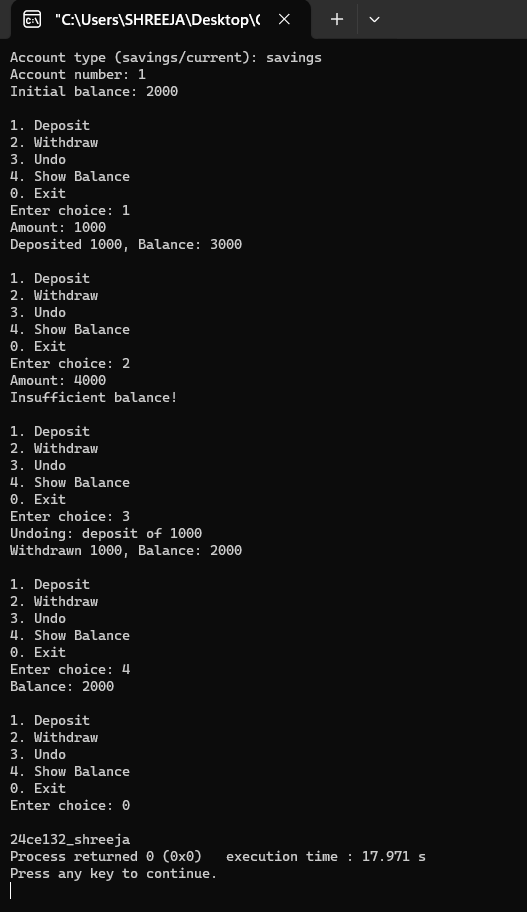 "C:\Users\SHREEJA\Desktop\C
Account type (savings/current): savings
Account number: 1
Initial balance: 2000
1. Deposit
2. Withdraw
3. Undo
4. Show Balance
0. Exit
Enter choice: 1
Amount: 1000
Deposited 1000, Balance: 3000
1. Deposit
2. Withdraw
3. Undo
4. Show Balance
0. Exit
Enter choice: 2
Amount: 4000
Insufficient balance!
1. Deposit
2. Withdraw
3. Undo
4. Show Balance
0. Exit
Enter choice: 3
Undoing: deposit of 1000
Withdrawn 1000, Balance: 2000
1. Deposit
2. Withdraw
3. Undo
4. Show Balance
0. Exit
Enter choice: 4
Balance: 2000
1. Deposit
2. Withdraw
3. Undo
4. Show Balance
0. Exit
Enter choice: 0
24ce132_shreeja
Process returned 0 (0x0)   execution time : 17.971 s
Press any key to continue.